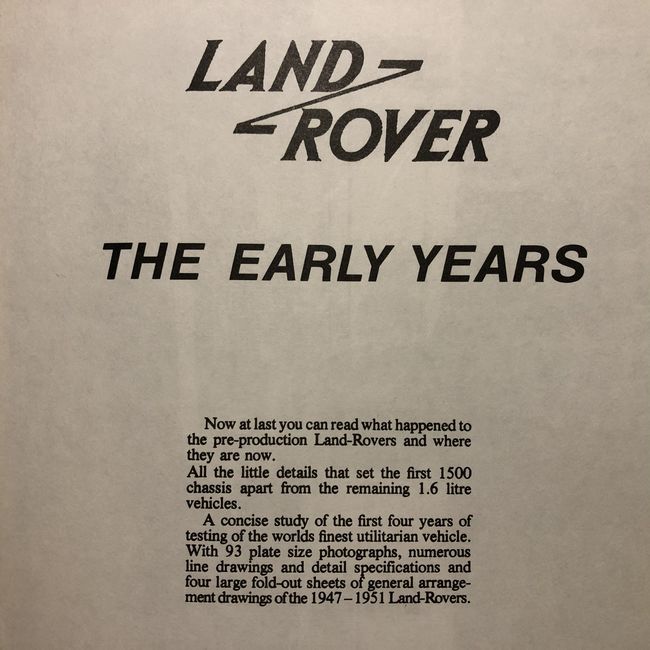 LAND
ROVER
THE EARLY YEARS
Now at last you can read what happened to
the pre-production Land-Rovers and where
they are now.
All the little details that set the first 1500
chassis apart from the remaining 1.6 litre
vehicles.
A concise study of the first four years of
testing of the worlds finest utilitarian vehicle.
With 93 plate size photographs, numerous
line drawings and detail specifications and
four large fold-out sheets of general arrange-
ment drawings of the 1947–1951 Land-Rovers.